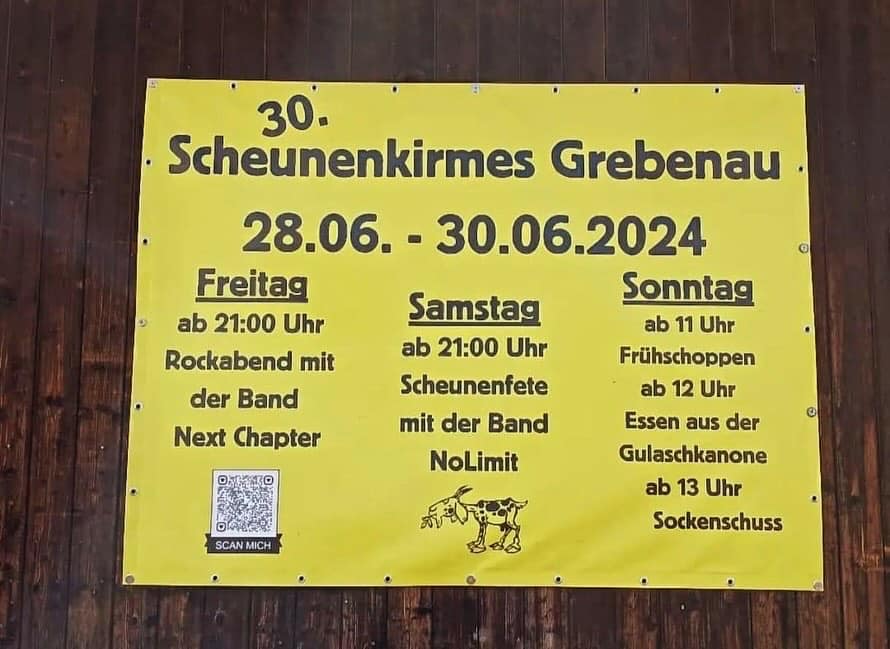 30.
Scheunenkirmes Grebenau
28.06. - 30.06.2024
Freitag
ab 21:00 Uhr
Rockabend mit
der Band
Next Chapter
SCAN MICH
Samstag
ab 21:00 Uhr
Scheunenfete
mit der Band
NoLimit
Sonntag
ab 11 Uhr
Frühschoppen
ab 12 Uhr
Essen aus der
Gulaschkanone
ab 13 Uhr
Sockenschuss